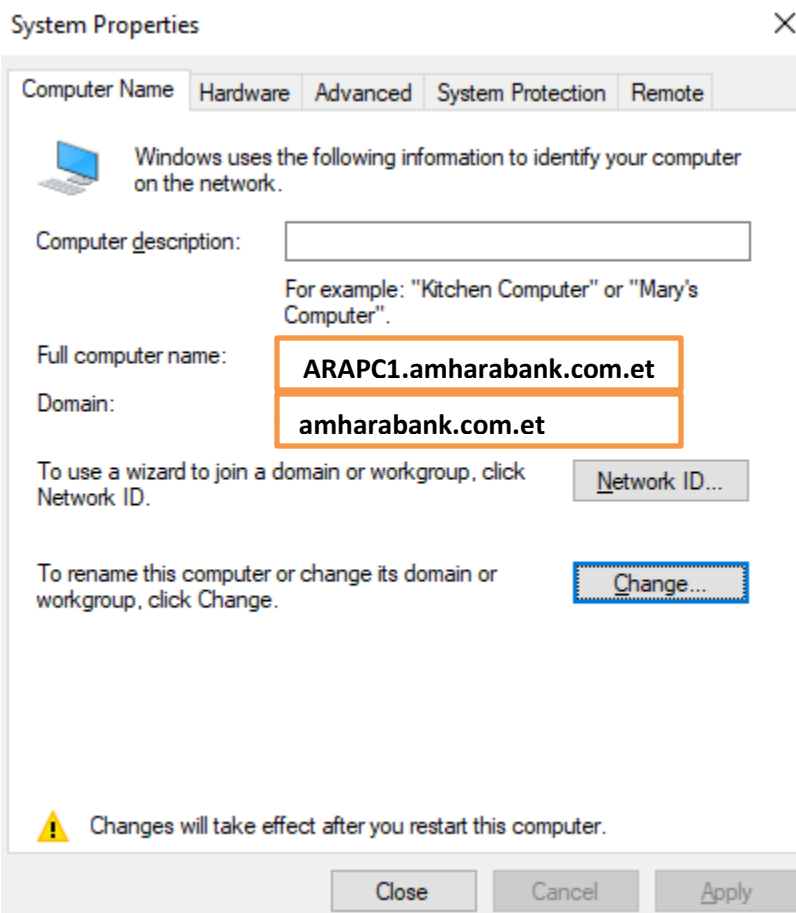 System Properties
Computer Name Hardware Advanced System Protection Remote
Windows uses the following information to identify your computer
on the network.
Computer description:
For example: "Kitchen Computer" or "Mary's
Computer".
Full computer name: ARAPC1.amharabank.com.et
Domain: amharabank.com.et
To use a wizard to join a domain or workgroup, click
Network ID.
Network ID...
To rename this computer or change its domain or
workgroup, click Change.
Change...
Changes will take effect after you restart this computer.
Close Cancel Apply